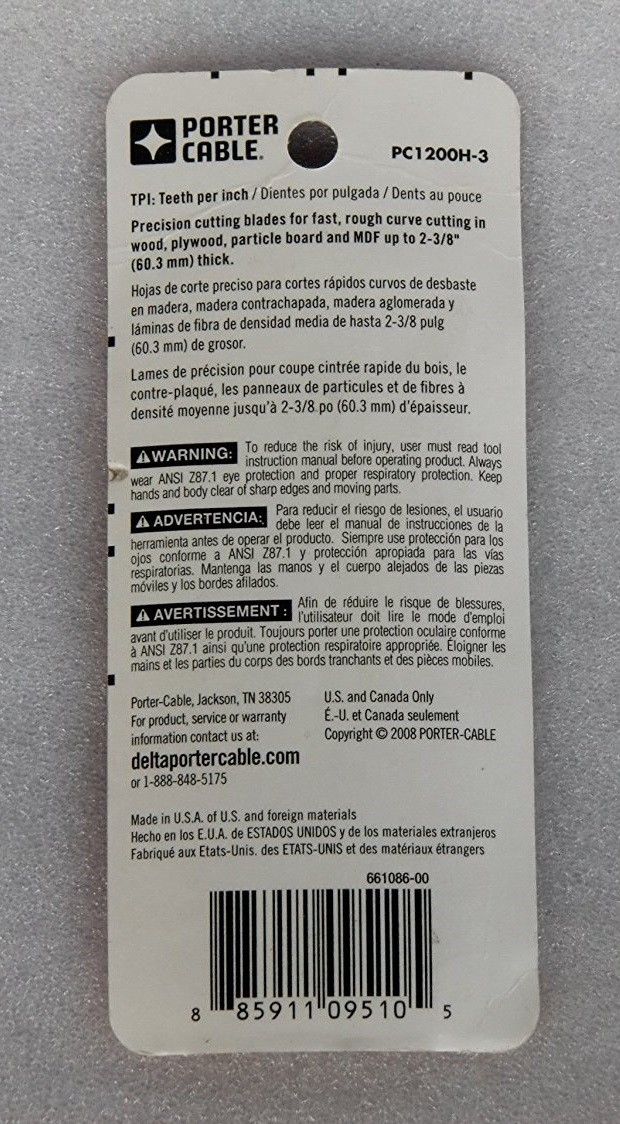 PORTER
CABLE.
PC1200H-3
TPI: Teeth per inch / Dientes por pulgada / Dents au pouce
Precision cutting blades for fast, rough curve cutting in
wood, plywood, particle board and MDF up to 2-3/8"
(60.3 mm) thick.
Hojas de corte preciso para cortes rápidos curvos de desbaste
en madera, madera contrachapada, madera aglomerada y
láminas de fibra de densidad media de hasta 2-3/8 pulg
(60.3 mm) de grosor.
Lames de précision pour coupe cintrée rapide du bois, le
contre-plaqué, les panneaux de particules et de fibres à
densité moyenne jusqu'à 2-3/8 po (60.3 mm) d'épaisseur.
WARNING: To reduce the risk of injury, user must read tool
instruction manual before operating product. Always
wear ANSI Z87.1 eye protection and proper respiratory protection. Keep
hands and body clear of sharp edges and moving parts.
ADVERTENCIA: Para reducir el riesgo de lesiones, el usuario
debe leer el manual de instrucciones de la
herramienta antes de operar el producto. Siempre use protección para los
ojos conforme a ANSI Z87.1 y protección apropiada para las vías
respiratorias. Mantenga las manos y el cuerpo alejados de las piezas
móviles y los bordes afilados.
AVERTISSEMENT : Afin de réduire le risque de blessures,
l'utilisateur doit lire le mode d'emploi
avant d'utiliser le produit. Toujours porter une protection oculaire conforme
à ANSI Z87.1 ainsi qu'une protection respiratoire appropriée. Éloigner les
mains et les parties du corps des bords tranchants et des pièces mobiles.
Porter-Cable, Jackson, TN 38305
For product, service or warranty
information contact us at:
deltaportercable.com
or 1-888-848-5175
U.S. and Canada Only
É.-U. et Canada seulement
Copyright © 2008 PORTER-CABLE
Made in U.S.A. of U.S. and foreign materials
Hecho en los E.U.A. de ESTADOS UNIDOS y de los materiales extranjeros
Fabriqué aux Etats-Unis. des ETATS-UNIS et des matériaux étrangers
661086-00
8 85911 09510 5